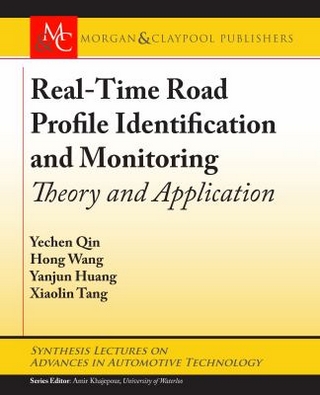 MC MORGAN&CLAYPOOL PUBLISHERS
Real-Time Road
Profile Identification
and Monitoring
Theory and Application
Yechen Qin
Hong Wang
Yanjun Huang
Xiaolin Tang
SYNTHESIS LECTURES ON
ADVANCES IN AUTOMOTIVE TECHNOLOGY
Series Editor: Amir Khajepour, University of Waterloo